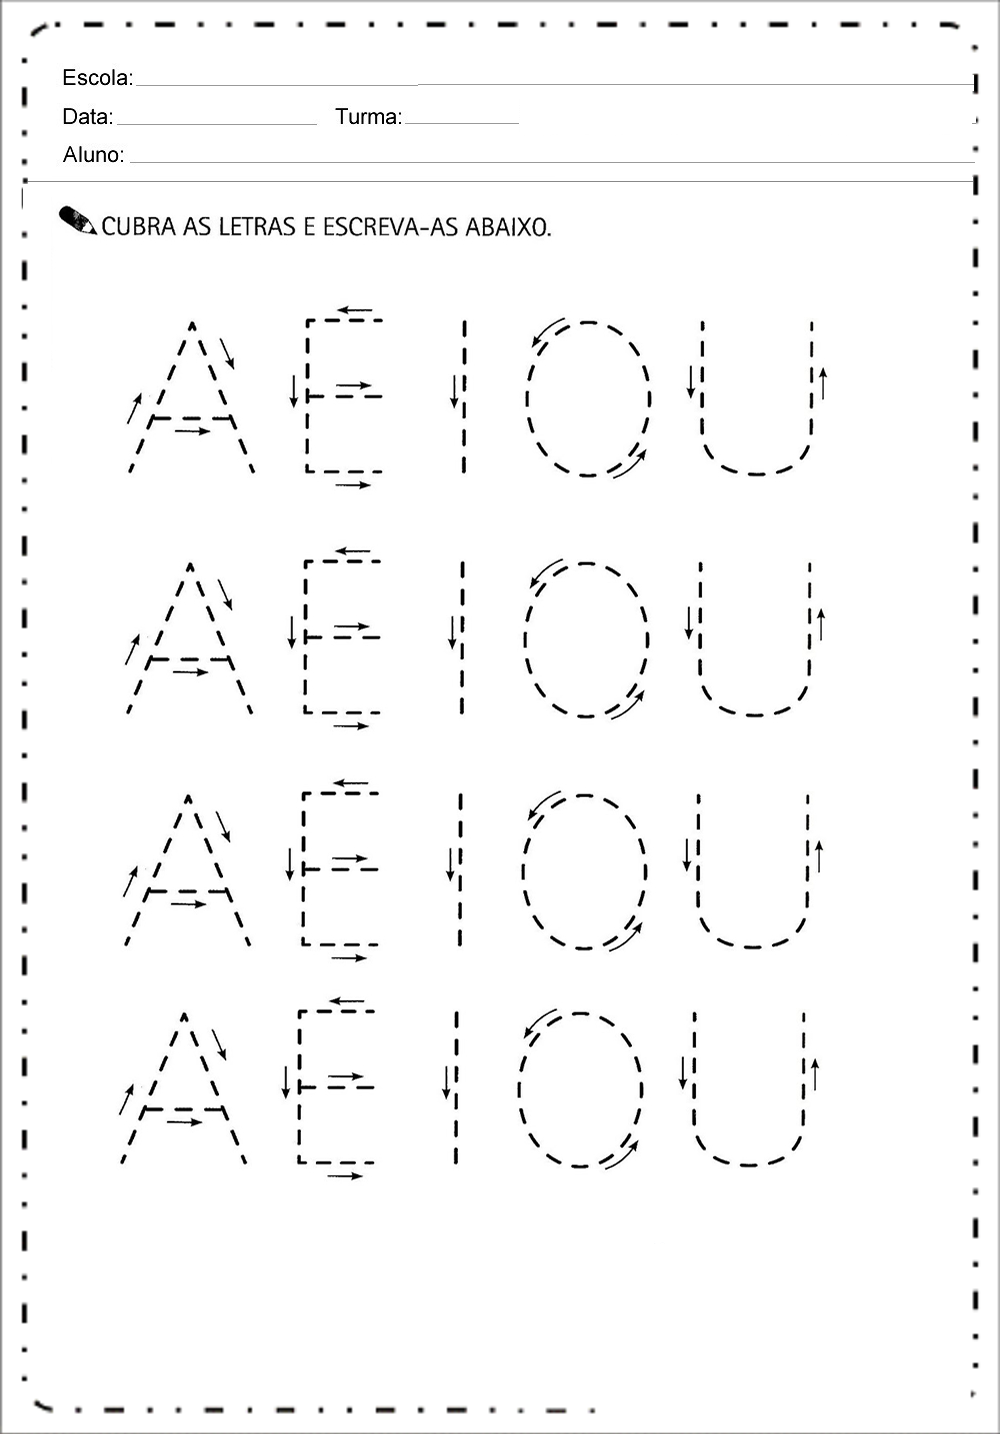 Escola:
Data: Turma:
Aluno:
CUBRA AS LETRAS E ESCREVA-AS ABAIXO.
A E I O U
A E I O U
A E I O U
A E I O U